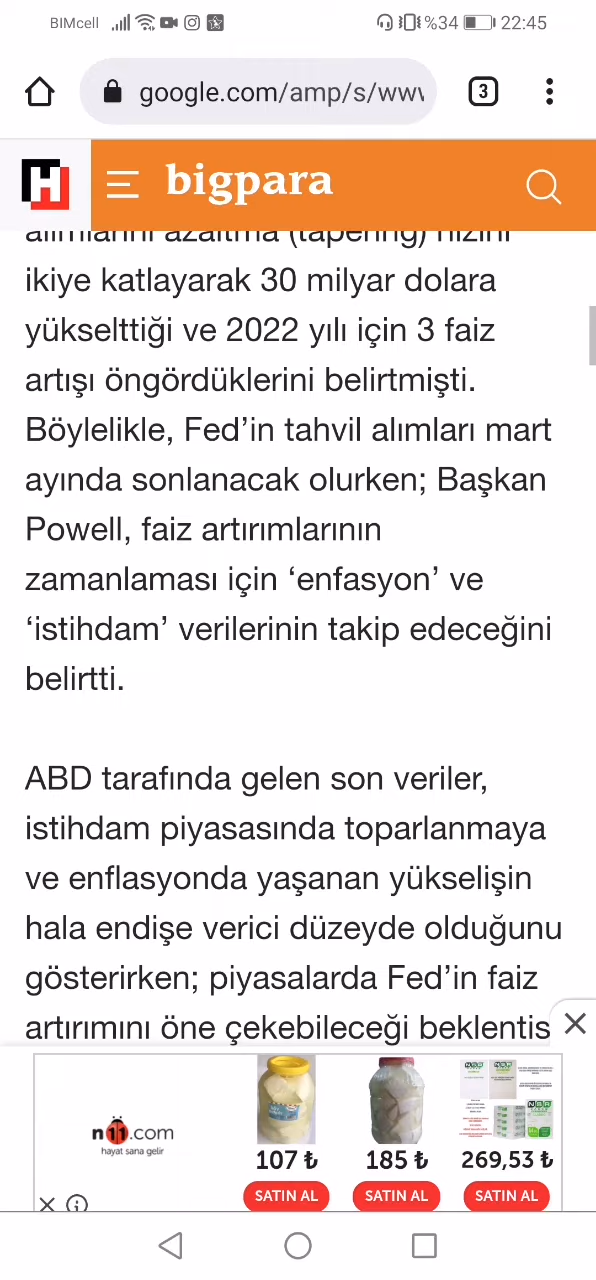 BIMcell %34 22:45
google.com/amp/s/www
3
H bigpara
alımlarını azaltma (tapering) hızını
ikiye katlayarak 30 milyar dolara
yükselttiği ve 2022 yılı için 3 faiz
artışı öngördüklerini belirtmişti.
Böylelikle, Fed’in tahvil alımları mart
ayında sonlanacak olurken; Başkan
Powell, faiz artırımlarının
zamanlaması için ‘enfasyon’ ve
‘istihdam’ verilerinin takip edeceğini
belirtti.
ABD tarafında gelen son veriler,
istihdam piyasasında toparlanmaya
ve enflasyonda yaşanan yükselişin
hala endişe verici düzeyde olduğunu
gösterirken; piyasalarda Fed’in faiz
artırımını öne çekebileceği beklentis
n11.com
hayat sana gelir
107 ₺ 185 ₺ 269,53 ₺
SATIN AL SATIN AL SATIN AL